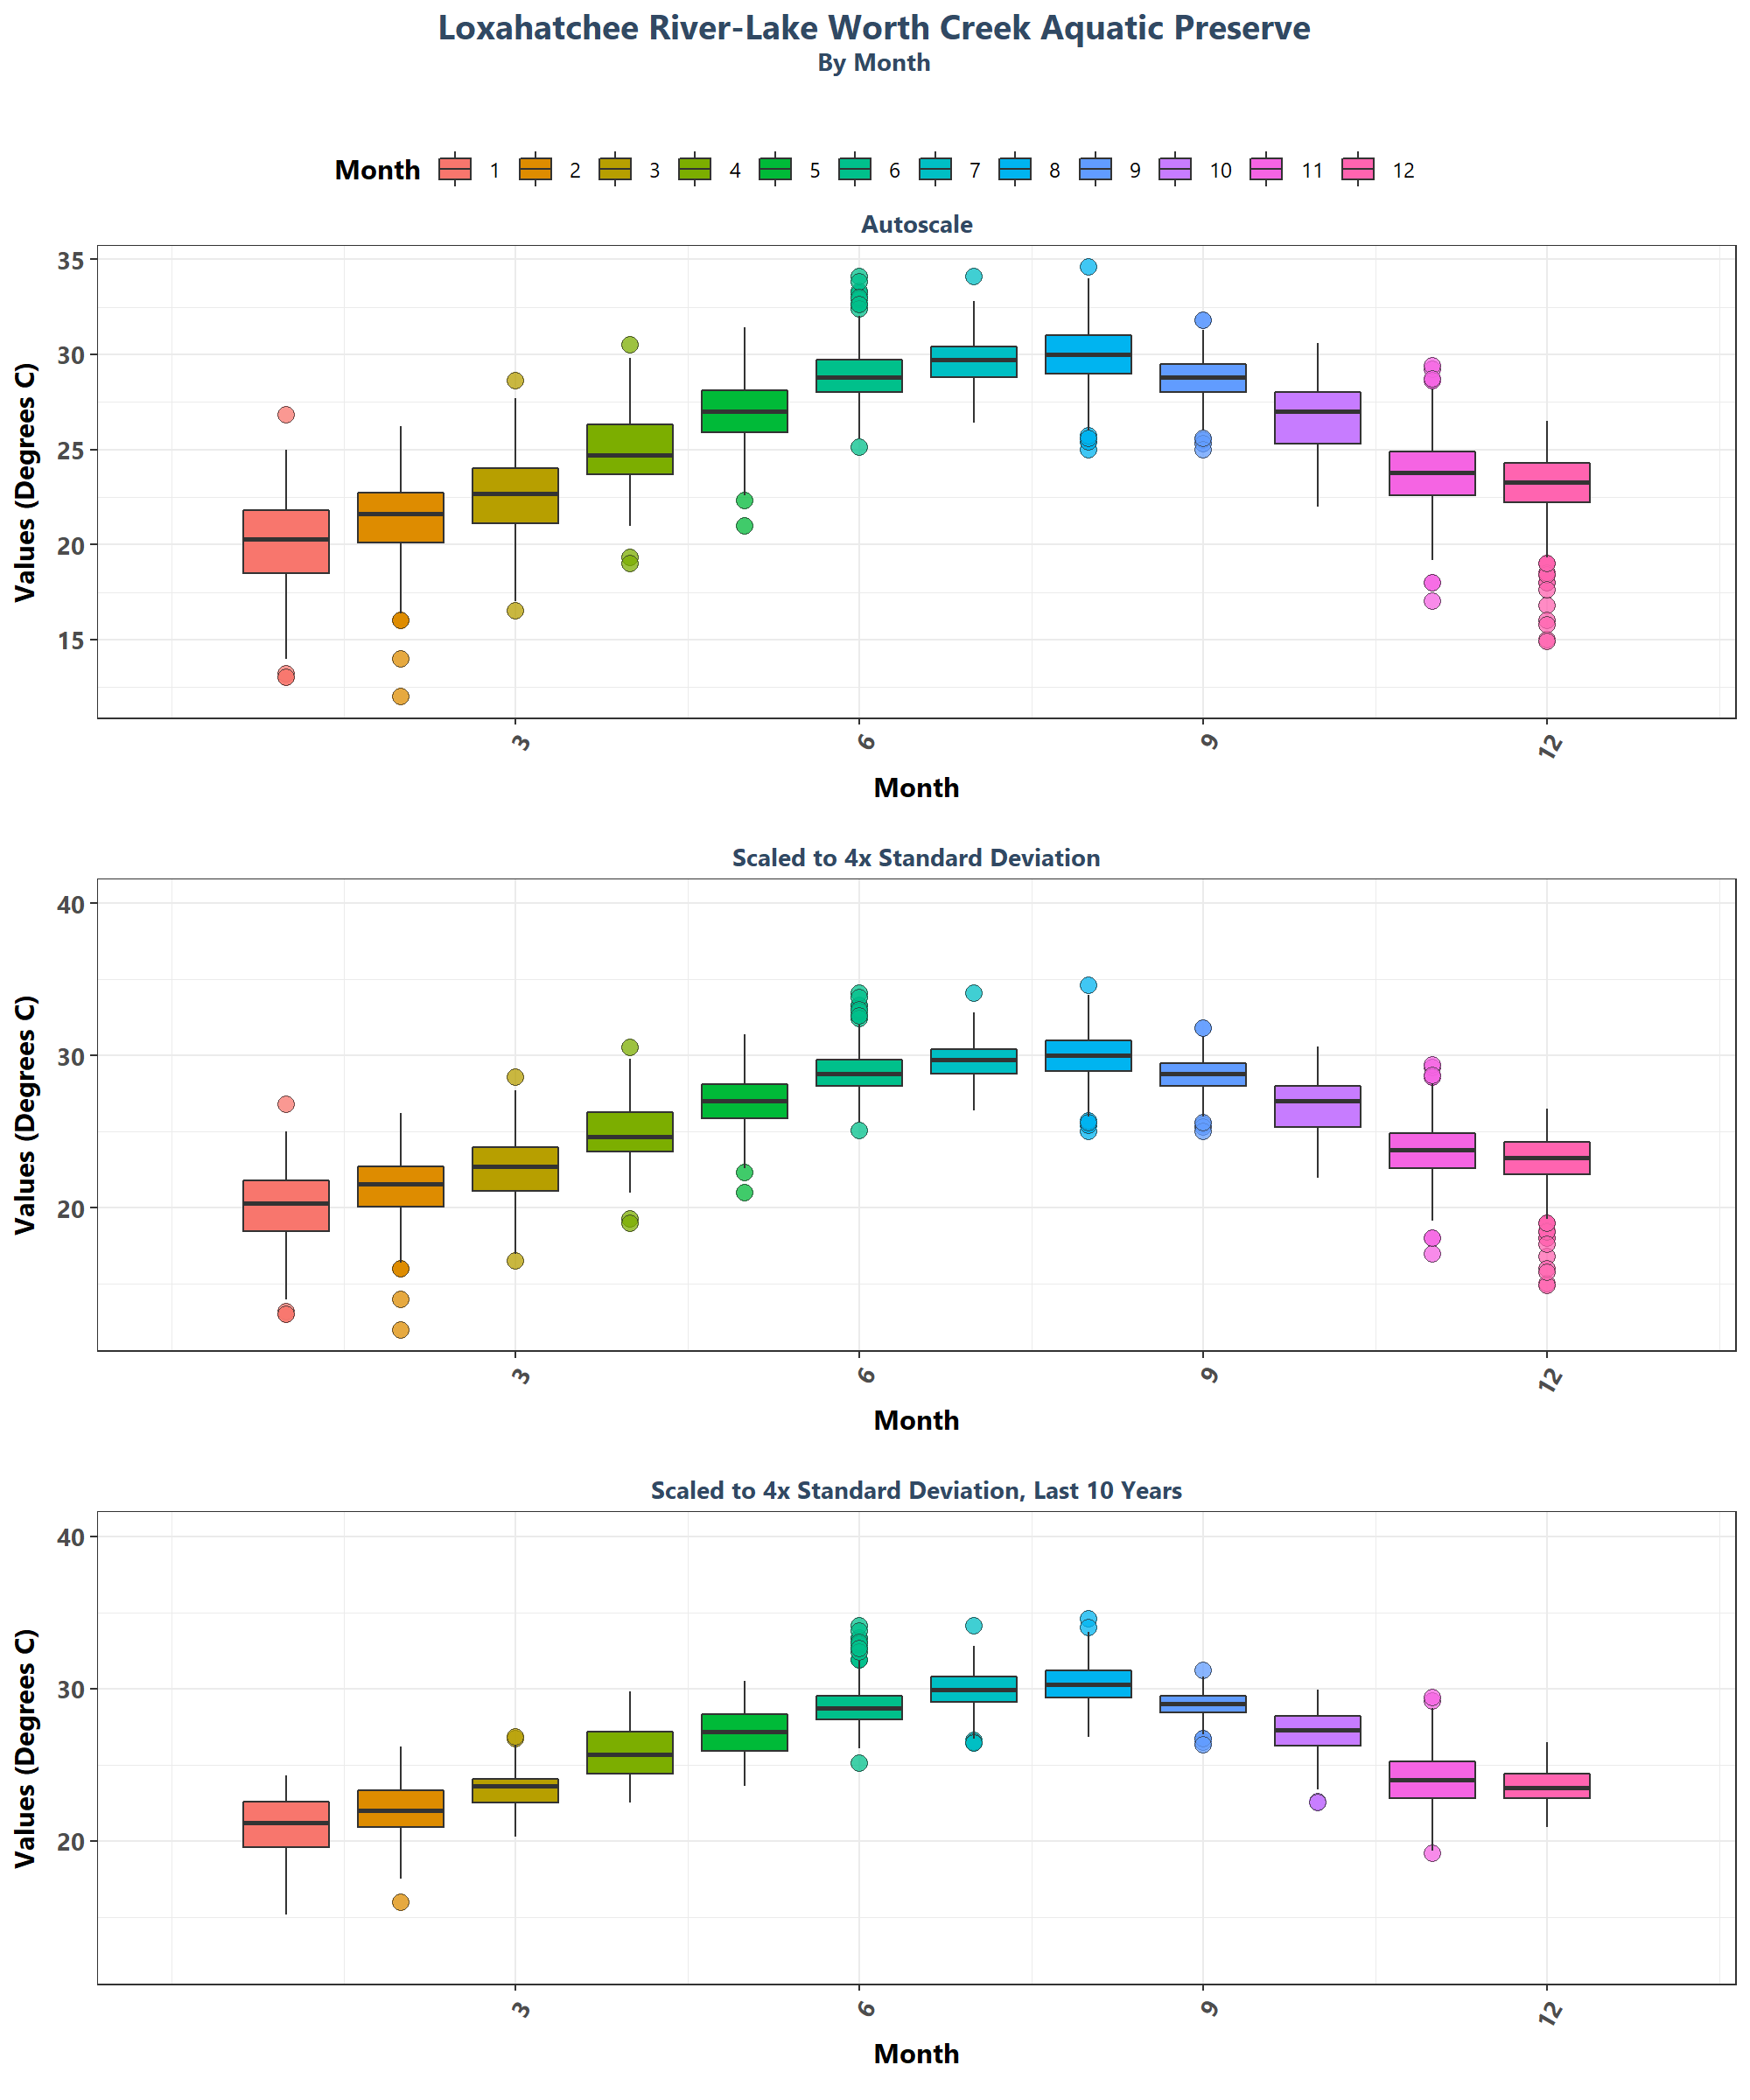 Loxahatchee River-Lake Worth Creek Aquatic Preserve
By Month
Month 1 2 3 4 5 6 7 8 9 10 11 12
Autoscale
Values (Degrees C)
35
30
25
20
15
3 6 9 12
Month
Scaled to 4x Standard Deviation
Values (Degrees C)
40
30
20
3 6 9 12
Month
Scaled to 4x Standard Deviation, Last 10 Years
Values (Degrees C)
40
30
20
3 6 9 12
Month